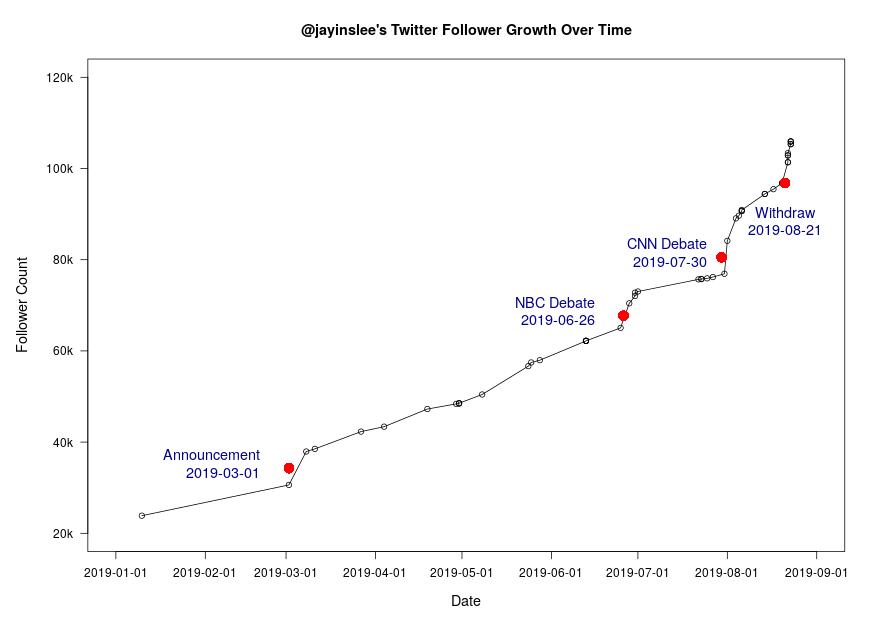 @jayinslee's Twitter Follower Growth Over Time
120k
100k
80k
60k
40k
20k
Follower Count
Withdraw
2019-08-21
CNN Debate
2019-07-30
NBC Debate
2019-06-26
Announcement
2019-03-01
2019-01-01 2019-02-01 2019-03-01 2019-04-01 2019-05-01 2019-06-01 2019-07-01 2019-08-01 2019-09-01
Date